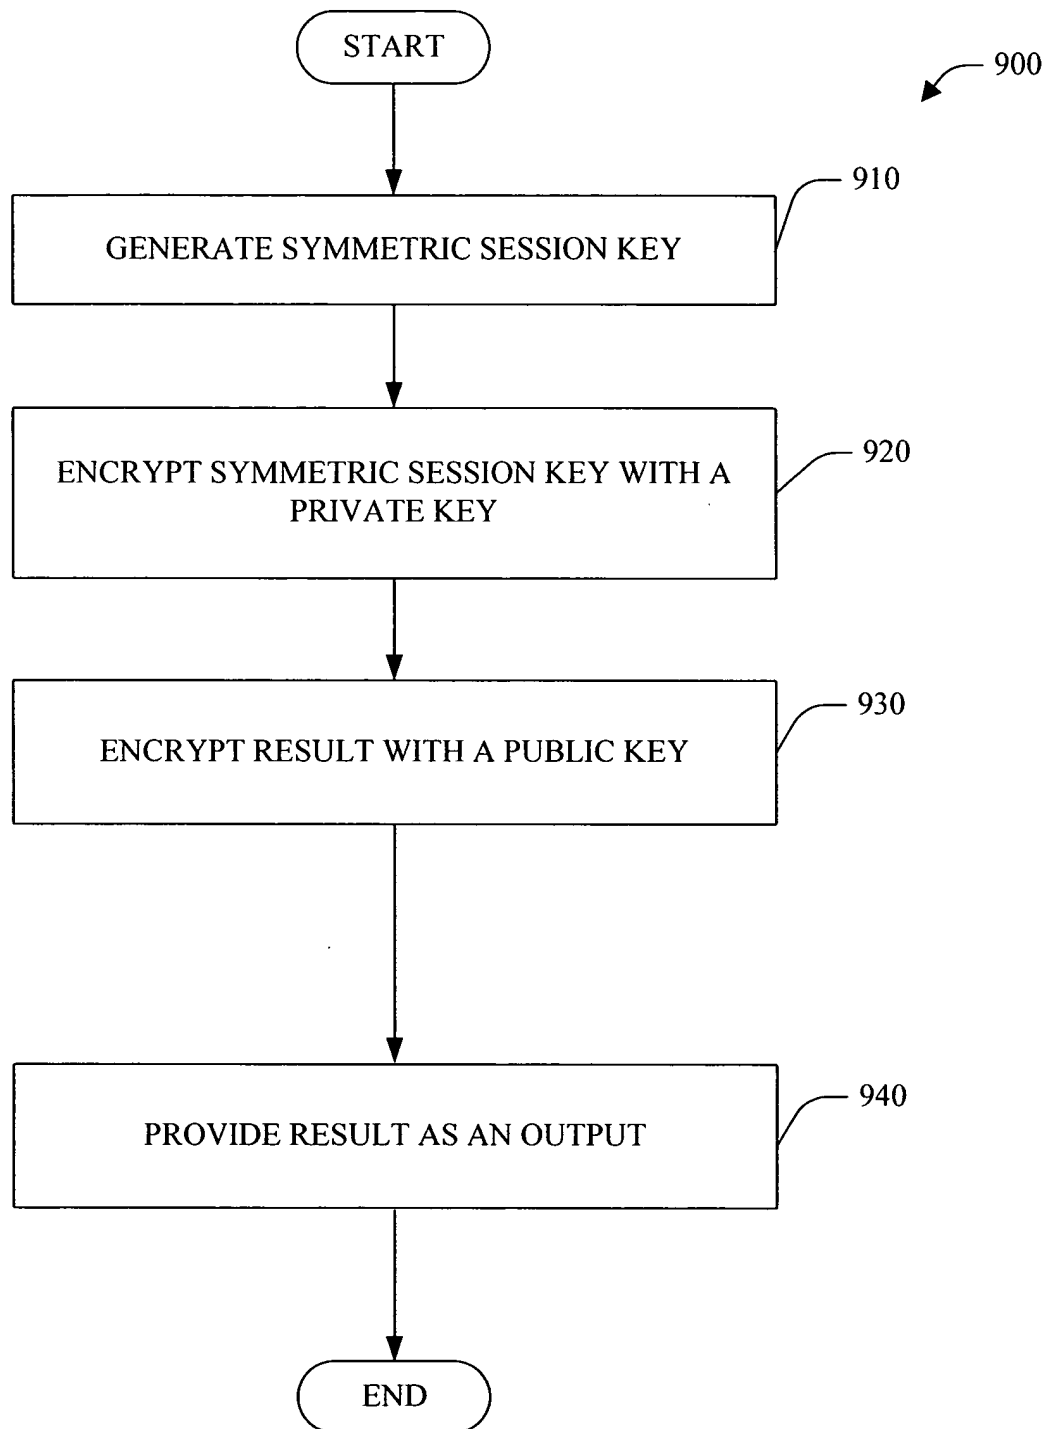 START
900
910
GENERATE SYMMETRIC SESSION KEY
920
ENCRYPT SYMMETRIC SESSION KEY WITH A
PRIVATE KEY
930
ENCRYPT RESULT WITH A PUBLIC KEY
940
PROVIDE RESULT AS AN OUTPUT
END